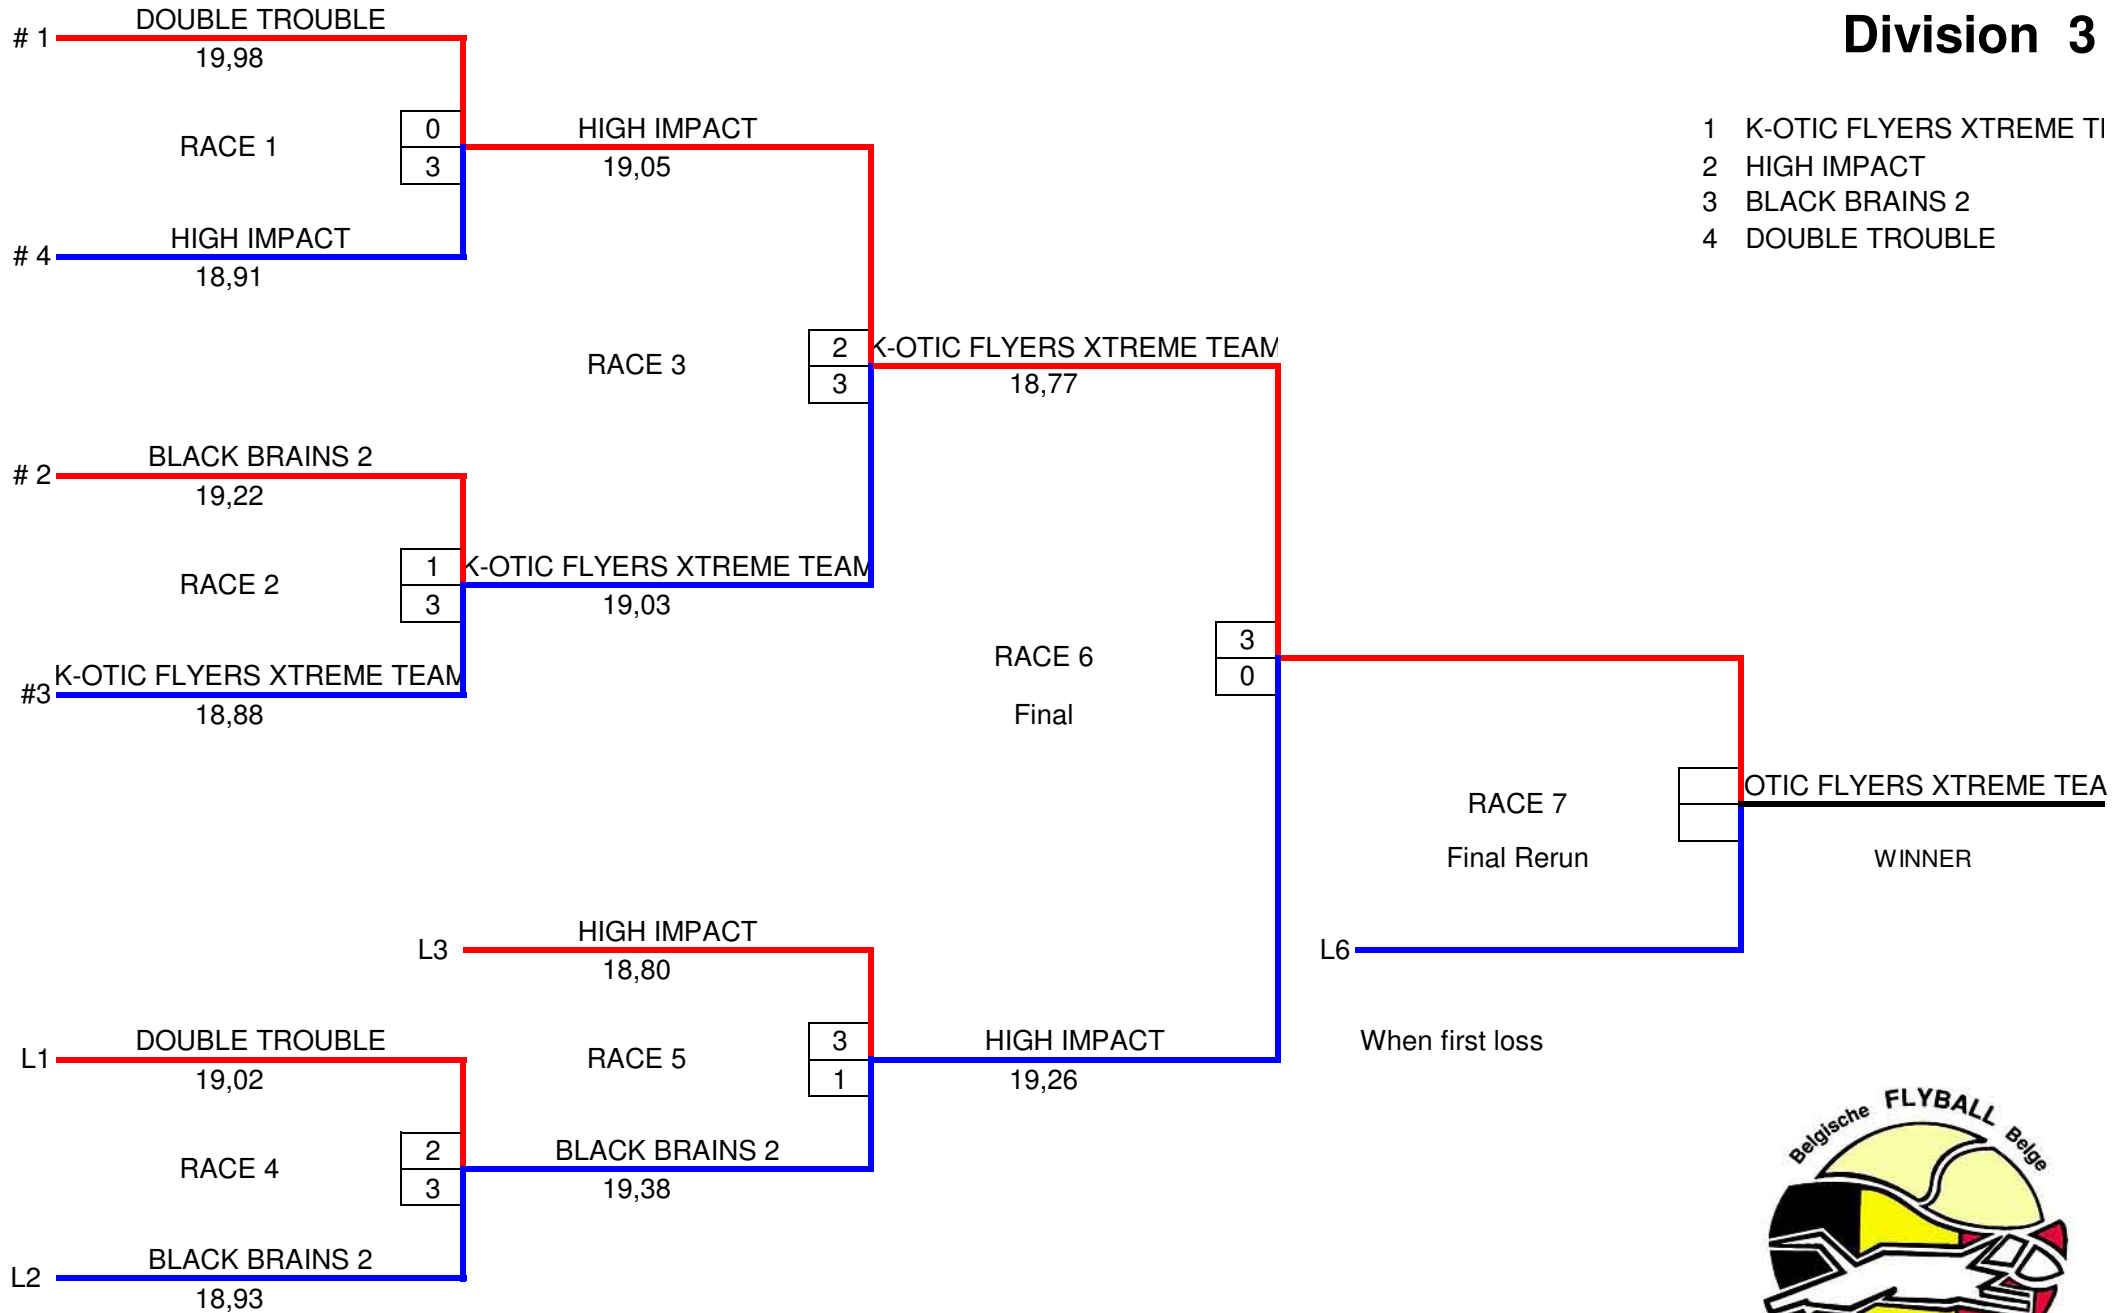 Division 3
1 K-OTIC FLYERS XTREME
2 HIGH IMPACT
3 BLACK BRAINS 2
4 DOUBLE TROUBLE
# 1
DOUBLE TROUBLE
19,98
RACE 1
0
3
# 4
HIGH IMPACT
18,91
HIGH IMPACT
19,05
RACE 3
2
3
K-OTIC FLYERS XTREME TEAM
18,77
# 2
BLACK BRAINS 2
19,22
RACE 2
1
3
K-OTIC FLYERS XTREME TEAM
19,03
#3
K-OTIC FLYERS XTREME TEAM
18,88
RACE 6
3
0
Final
RACE 7
Final Rerun
OTIC FLYERS XTREME TEA
WINNER
L3
HIGH IMPACT
18,80
L6
L1
DOUBLE TROUBLE
19,02
RACE 5
3
1
HIGH IMPACT
19,26
When first loss
RACE 4
2
3
BLACK BRAINS 2
19,38
L2
BLACK BRAINS 2
18,93
Belgische FLYBALL Belge